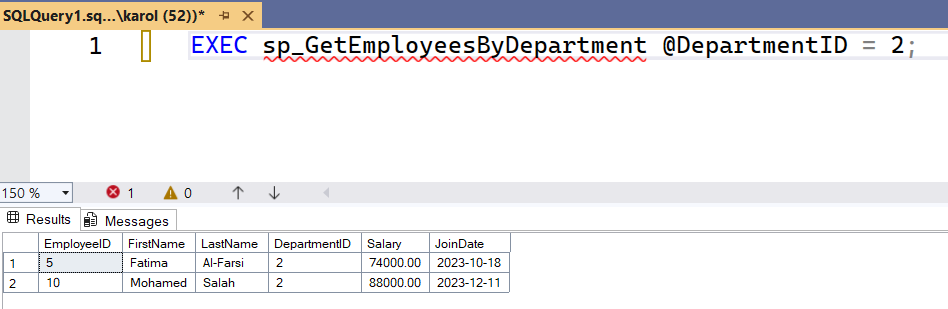 SQLQuery1.sq...\karol (52))*
1 EXEC sp_GetEmployeesByDepartment @DepartmentID = 2;
150 % 1 0
Results Messages
EmployeeID FirstName LastName DepartmentID Salary JoinDate
1 5 Fatima Al-Farsi 2 74000.00 2023-10-18
2 10 Mohamed Salah 2 88000.00 2023-12-11